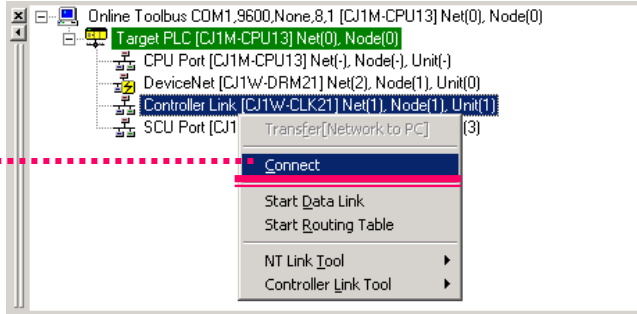 Online Toolbus COM1,9600,None,8,1 [CJ1M-CPU13] Net(0), Node(0)
Target PLC [CJ1M-CPU13] Net(0), Node(0)
CPU Port [CJ1M-CPU13] Net(-), Node(-), Unit(-)
DeviceNet [CJ1W-DRM21] Net(2), Node(1), Unit(0)
Controller Link [CJ1W-CLK21] Net(1), Node(1), Unit(1)
SCU Port [CJ1 (3)
Transfer[Network to PC]
Connect
Start Data Link
Start Routing Table
NT Link Tool
Controller Link Tool